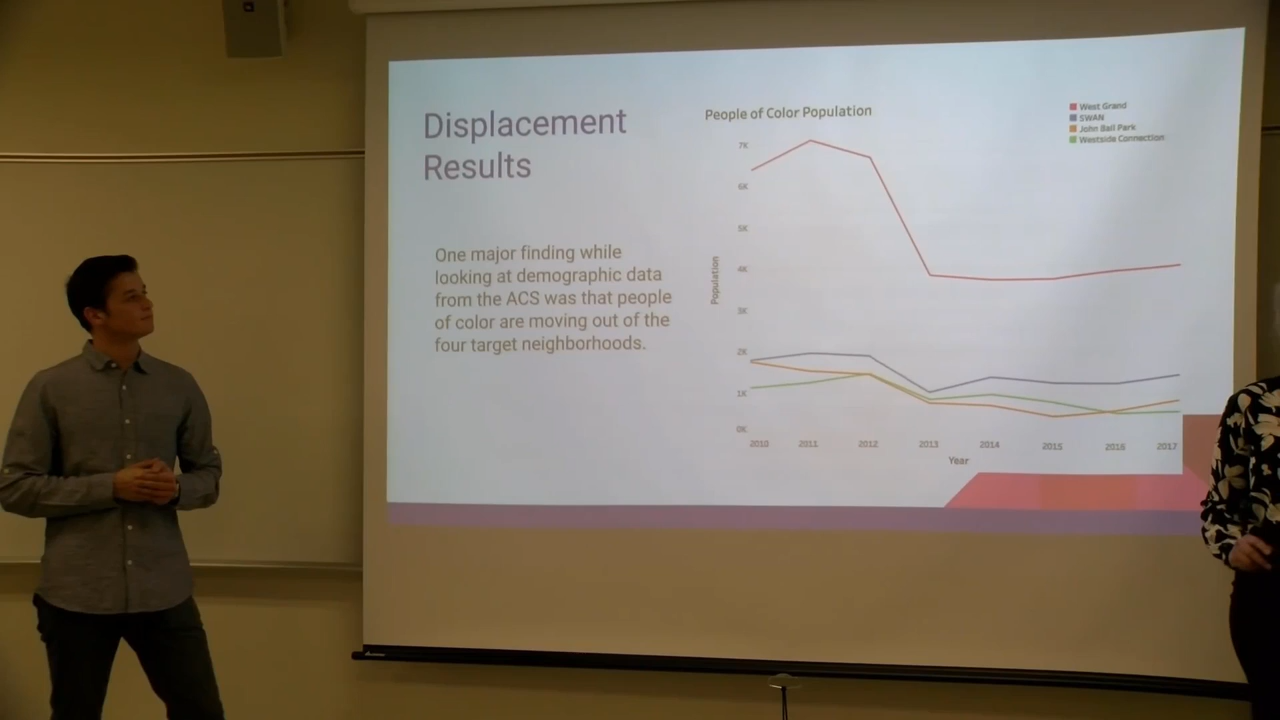 Displacement
Results
One major finding while
looking at demographic data
from the ACS was that people
of color are moving out of the
four target neighborhoods.
People of Color Population
West Grand
SWAN
John Ball Park
Westside Connection
7K
6K
5K
4K
3K
2K
1K
0K
Population
2010 2011 2012 2013 2014 2015 2016 2017
Year